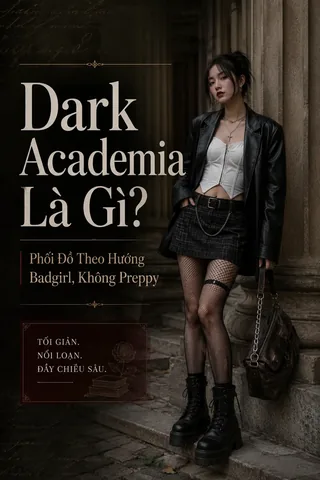 Dark
Academia
Là Gì?
Phối Đồ Theo Hướng
Badgirl, Không Preppy
TỐI GIẢN.
NỔI LOẠN.
ĐẦY CHIỀU SÂU.